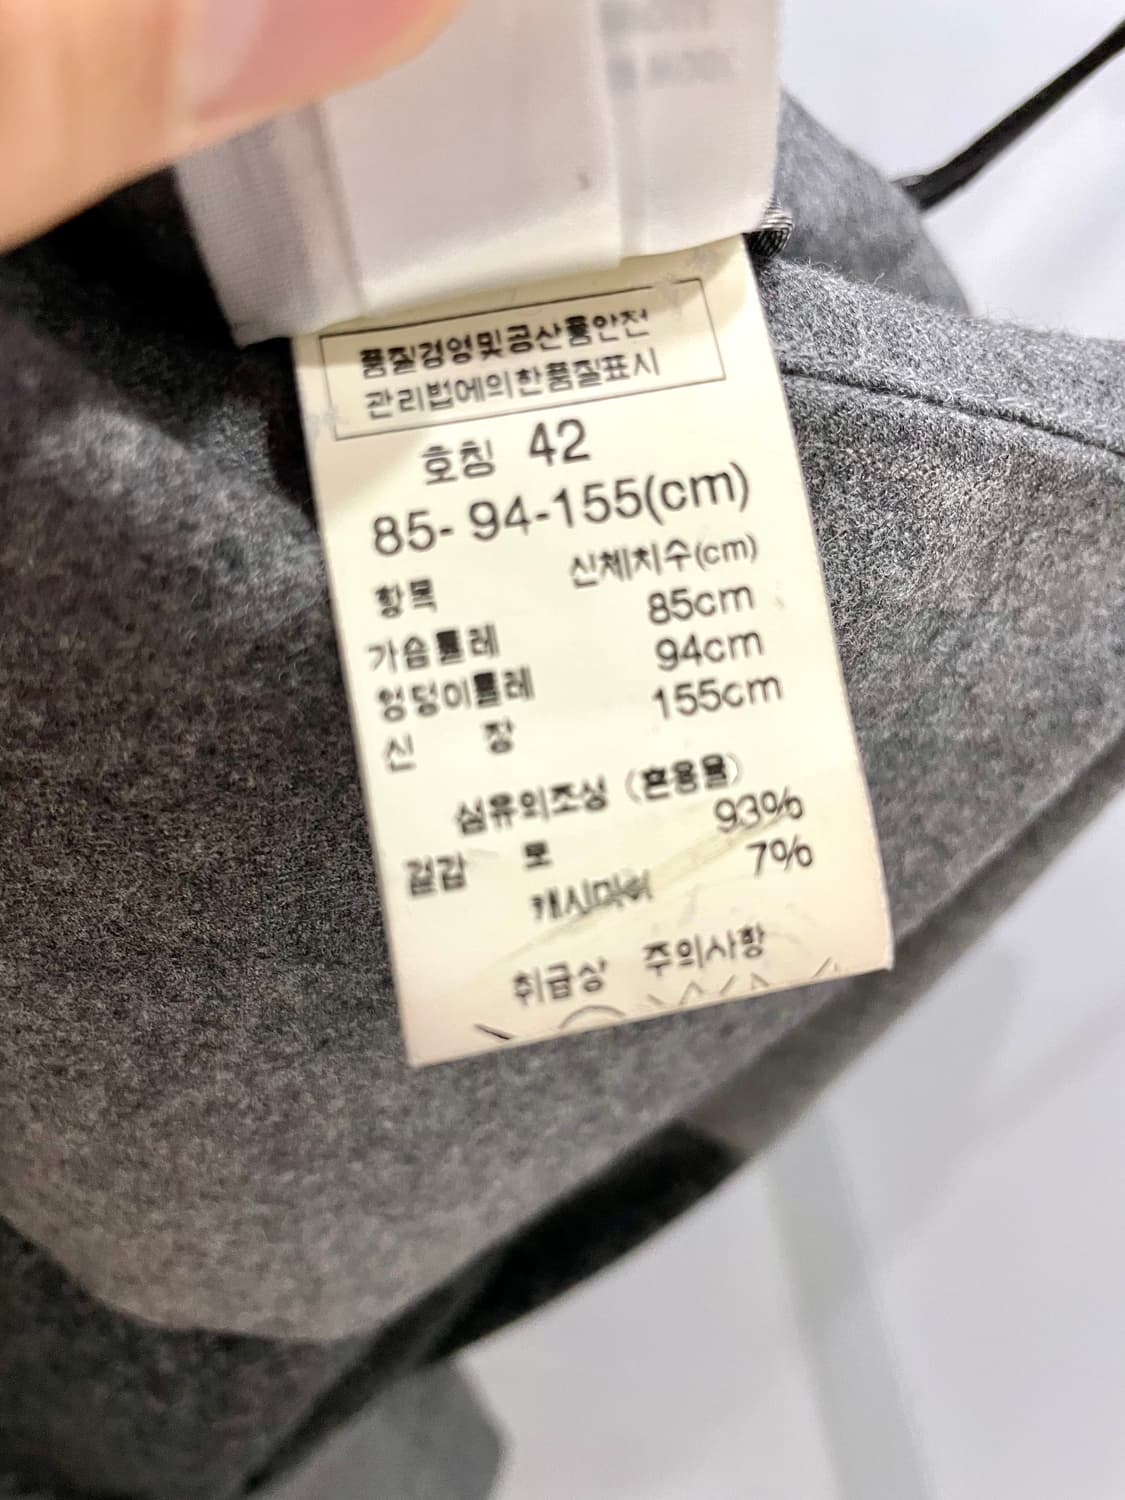 품질경영및공산품안전
관리법에의한품질표시
호칭 42
85- 94-155(cm)
항목 신체치수(cm)
가슴둘레 85cm
엉덩이둘레 94cm
신 장 155cm
섬유의조성 (혼용율)
겉감 모 93%
캐시미어 7%
취급상 주의사항